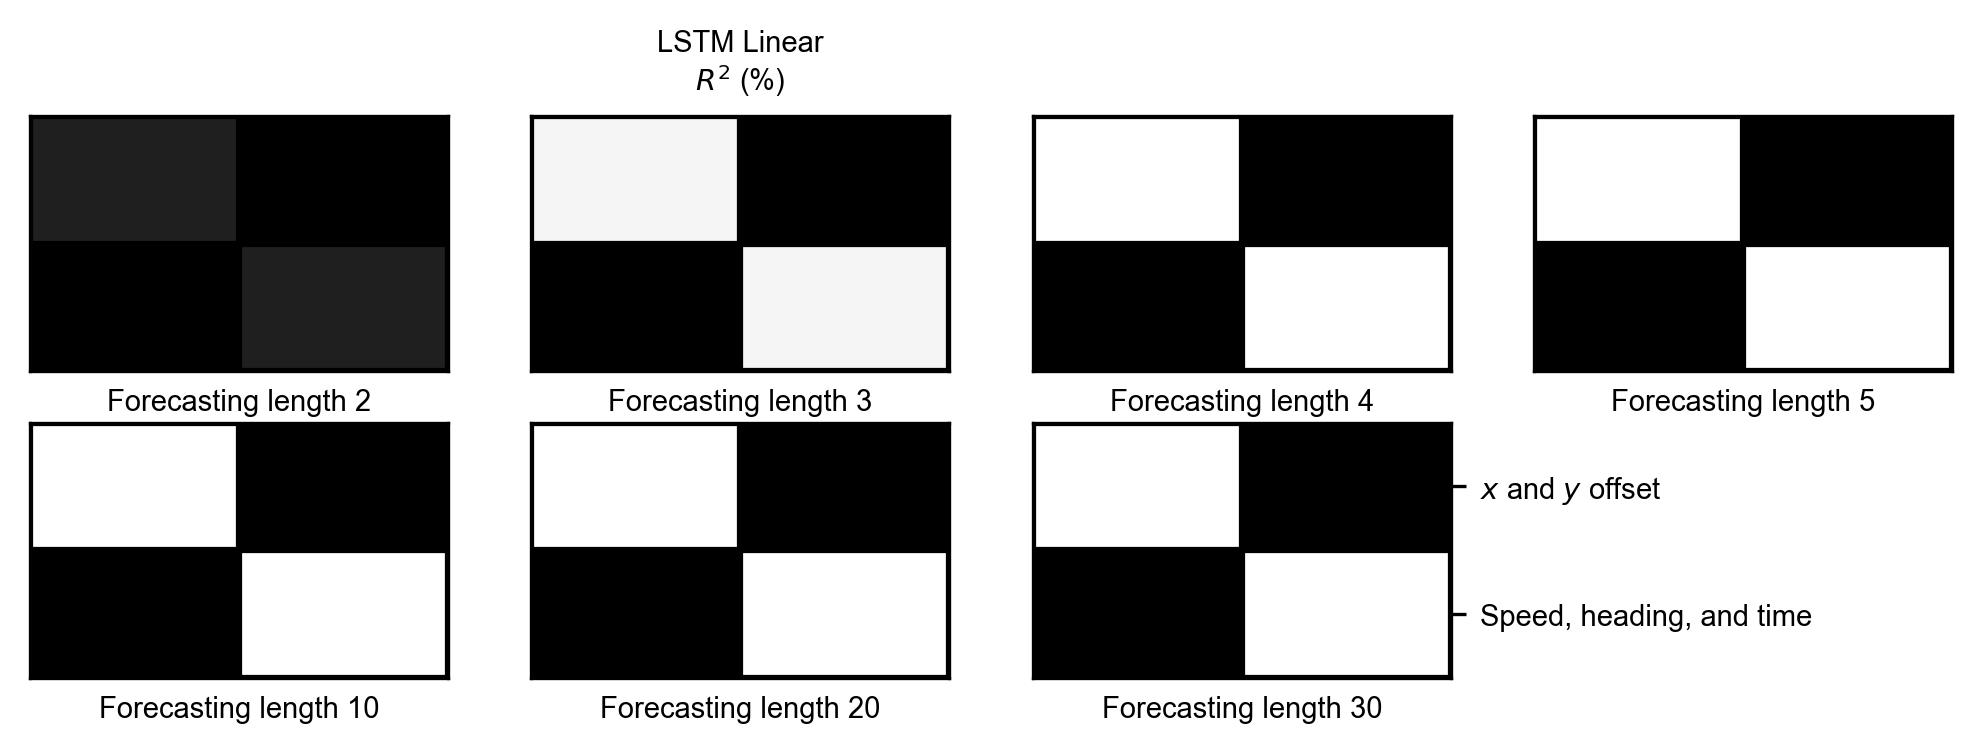 LSTM Linear
R² (%)
Forecasting length 2
Forecasting length 3
Forecasting length 4
Forecasting length 5
x and y offset
Speed, heading, and time
Forecasting length 10
Forecasting length 20
Forecasting length 30